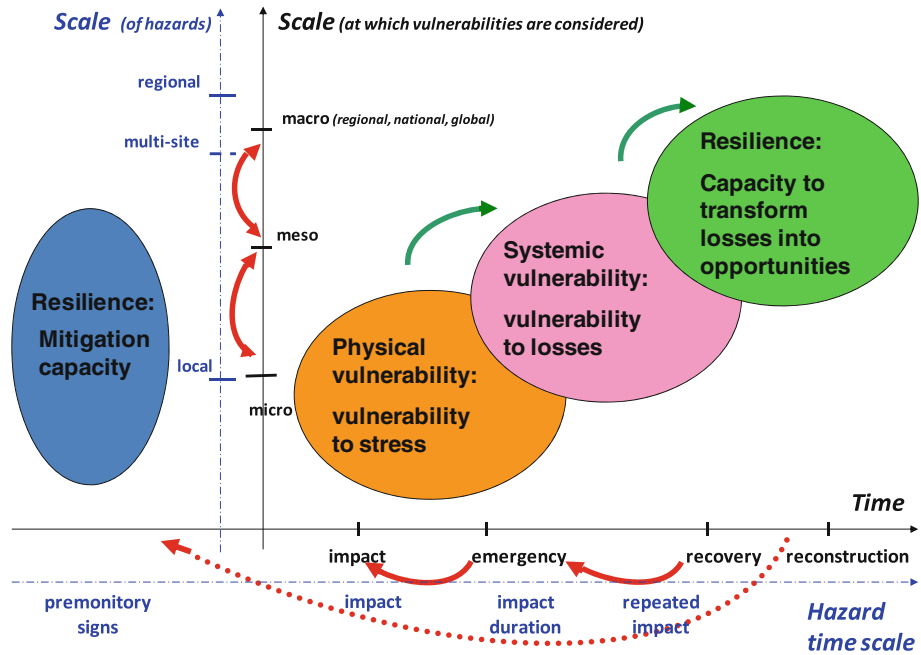 Scale (of hazards)
Scale (at which vulnerabilities are considered)
regional
macro (regional, national, global)
multi-site
meso
local
micro
Resilience:
Mitigation
capacity
Physical
vulnerability:
vulnerability
to stress
Systemic
vulnerability:
vulnerability
to losses
Resilience:
Capacity to
transform
losses into
opportunities
Time
impact
emergency
recovery
reconstruction
premonitory
signs
impact
impact
duration
repeated
impact
Hazard
time scale